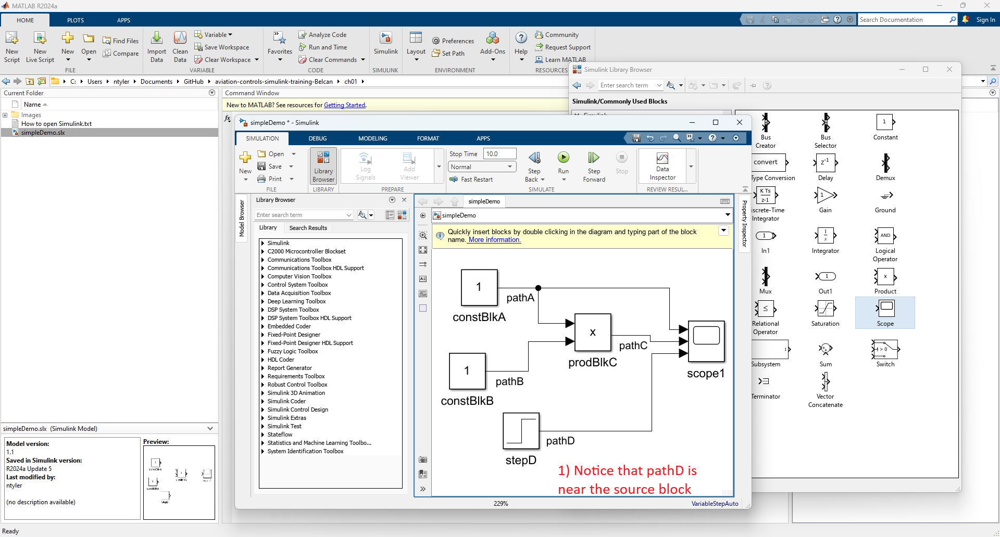 MATLAB R2024a
HOME PLOTS APPS Search Documentation Sign In
New Script New Live Script New Open Find Files Compare FILE
Import Data Clean Data Variable Save Workspace Clear Workspace VARIABLE
Favorites Analyze Code Run and Time Clear Commands CODE
Simulink SIMULINK
Layout Preferences Set Path Add-Ons ENVIRONMENT
Help Community Request Support Learn MATLAB RESOURCES
C: Users ntyler Documents GitHub aviation-controls-simulink-training-Belcan ch01
Current Folder
Name
Images
How to open Simulink.txt
simpleDemo.slx
simpleDemo.slx (Simulink Model)
Model version:
1.1
Saved in Simulink version:
R2024a Update 5
Last modified by:
ntyler
(no description available)
Preview:
Ready
Command Window
New to MATLAB? See resources for Getting Started.
fx
simpleDemo * - Simulink
SIMULATION DEBUG MODELING FORMAT APPS
New Open Save Print FILE
Library Browser LIBRARY
Log Signals Add Viewer PREPARE
Stop Time 10.0
Normal
Fast Restart
Step Back Run Step Forward Stop SIMULATE
Data Inspector REVIEW RESUL...
Model Browser
Library Browser
Enter search term
Library Search Results
Simulink
C2000 Microcontroller Blockset
Communications Toolbox
Communications Toolbox HDL Support
Computer Vision Toolbox
Control System Toolbox
Data Acquisition Toolbox
Deep Learning Toolbox
DSP System Toolbox
DSP System Toolbox HDL Support
Embedded Coder
Fixed-Point Designer
Fixed-Point Designer HDL Support
Fuzzy Logic Toolbox
HDL Coder
Report Generator
Requirements Toolbox
Robust Control Toolbox
Simulink 3D Animation
Simulink Coder
Simulink Control Design
Simulink Extras
Simulink Test
Stateflow
Statistics and Machine Learning Toolbo...
System Identification Toolbox
simpleDemo
simpleDemo
Quickly insert blocks by double clicking in the diagram and typing part of the block
name. More information.
Property Inspector
1
pathA
constBlkA
x
pathC
prodBlkC
scope1
1
pathB
constBlkB
pathD
stepD
1) Notice that pathD is
near the source block
229%
VariableStepAuto
Simulink Library Browser
Enter search term
Simulink/Commonly Used Blocks
Bus Creator
Bus Selector
1
Constant
convert
Type Conversion
z-1
Delay
Demux
K Ts
z-1
iscrete-Time Integrator
1
Gain
Ground
1
In1
1
s
Integrator
AND
Logical Operator
Mux
1
Out1
x
Product
≤
Relational Operator
Saturation
Scope
1
Subsystem
Sum
> 0
Switch
Terminator
Vector Concatenate